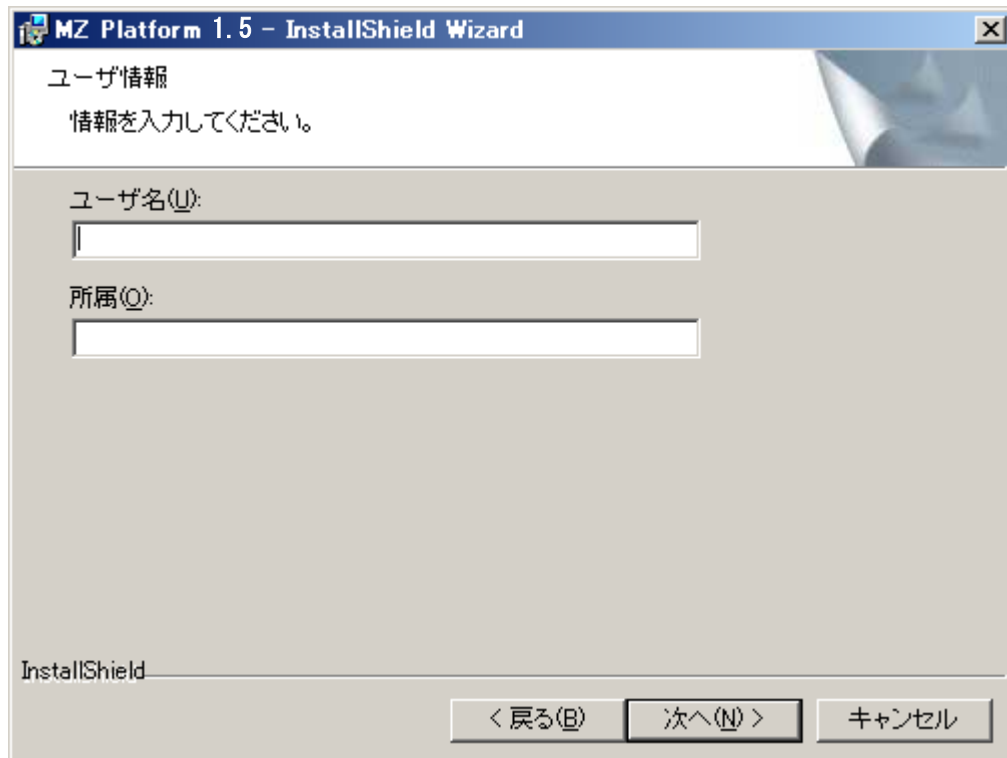 MZ Platform 1.5 - InstallShield Wizard
ユーザ情報
情報を入力してください。
ユーザ名(U):
所属(O):
InstallShield
< 戻る(B)
次へ(N) >
キャンセル